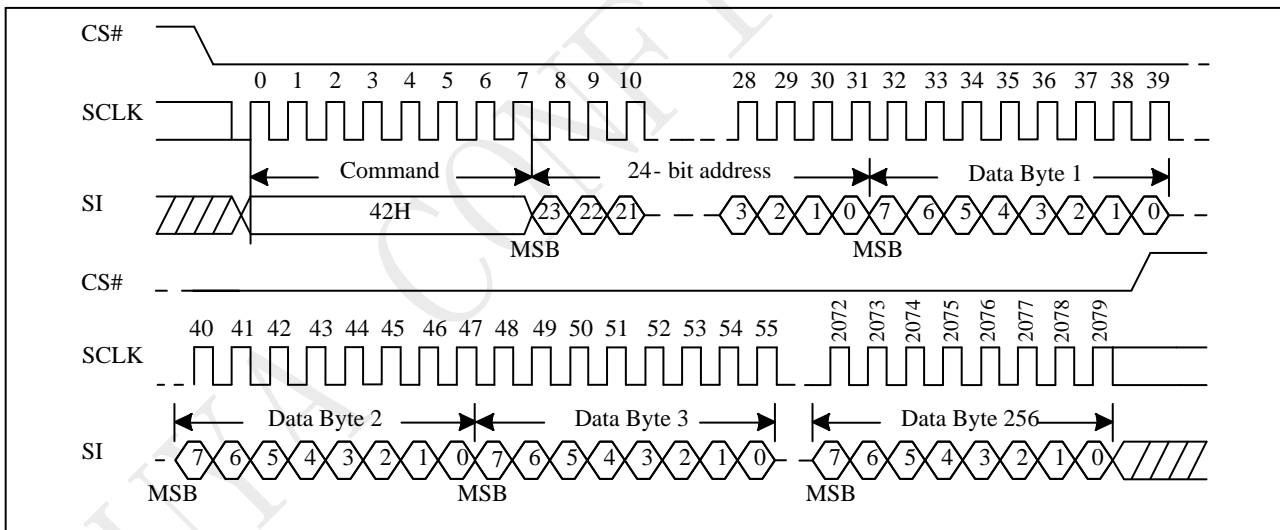 CS#
0 1 2 3 4 5 6 7 8 9 10 28 29 30 31 32 33 34 35 36 37 38 39
SCLK
Command 24- bit address Data Byte 1
SI 42H 23 22 21 3 2 1 0 7 6 5 4 3 2 1 0
MSB MSB
CS#
40 41 42 43 44 45 46 47 48 49 50 51 52 53 54 55 2072 2073 2074 2075 2076 2077 2078 2079
SCLK
Data Byte 2 Data Byte 3 Data Byte 256
SI 7 6 5 4 3 2 1 0 7 6 5 4 3 2 1 0 7 6 5 4 3 2 1 0
MSB MSB MSB